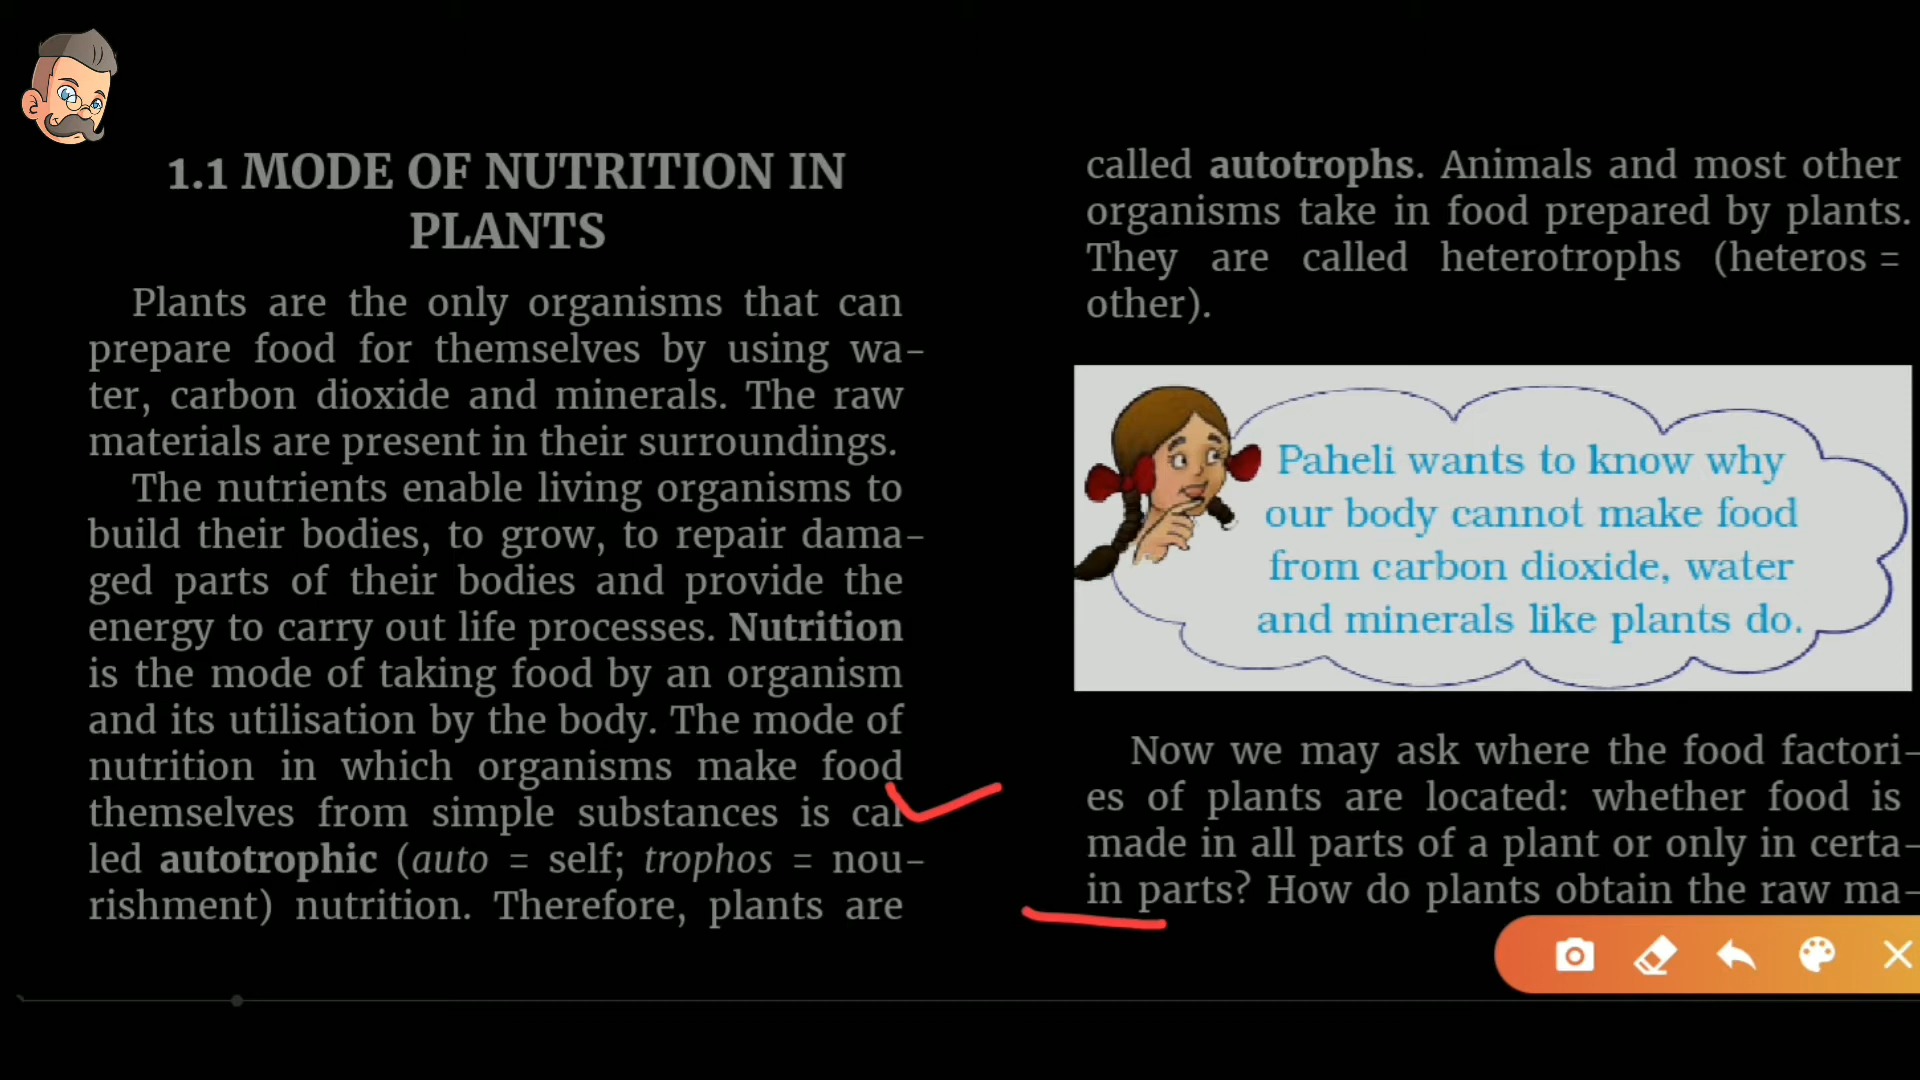 1.1 MODE OF NUTRITION IN
PLANTS
Plants are the only organisms that can
prepare food for themselves by using wa-
ter, carbon dioxide and minerals. The raw
materials are present in their surroundings.
The nutrients enable living organisms to
build their bodies, to grow, to repair dama-
ged parts of their bodies and provide the
energy to carry out life processes. Nutrition
is the mode of taking food by an organism
and its utilisation by the body. The mode of
nutrition in which organisms make food
themselves from simple substances is cal
led autotrophic (auto = self; trophos = nou-
rishment) nutrition. Therefore, plants are
called autotrophs. Animals and most other
organisms take in food prepared by plants.
They are called heterotrophs (heteros =
other).
Paheli wants to know why
our body cannot make food
from carbon dioxide, water
and minerals like plants do.
Now we may ask where the food factori-
es of plants are located: whether food is
made in all parts of a plant or only in certa-
in parts? How do plants obtain the raw ma-